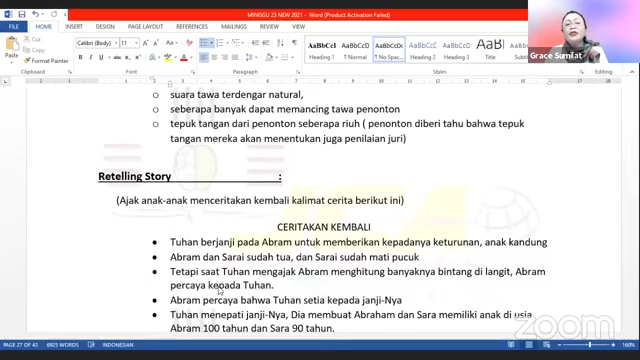 MINGGU 23 NEW 2021 - Word (Product Activation Failed)
FILE HOME INSERT DESIGN PAGE LAYOUT REFERENCES MAILINGS REVIEW VIEW
Cut
Copy
Paste
Format Painter
Calibri (Body) 11
AaBbCcl AaBbCcDc AaBbCcDc AaBbCcD AaBbCcD AaBl
Heading 1 ¶ Normal ¶ No Spac... Heading 2 Heading 3 Heading 4
Clipboard Font Paragraph Styles
Grace Sumilat
o suara tawa terdengar natural,
o seberapa banyak dapat memancing tawa penonton
o tepuk tangan dari penonton seberapa riuh ( penonton diberi tahu bahwa tepuk
tangan mereka akan menentukan juga penilaian juri)
Retelling Story :
(Ajak anak-anak menceritakan kembali kalimat cerita berikut ini)
CERITAKAN KEMBALI
• Tuhan berjanji pada Abram untuk memberikan kepadanya keturunan, anak kandung
• Abram dan Sarai sudah tua, dan Sarai sudah mati pucuk
• Tetapi saat Tuhan mengajak Abram menghitung banyaknya bintang di langit, Abram
percaya kepada Tuhan.
• Abram percaya bahwa Tuhan setia kepada janji-Nya
• Tuhan menepati janji-Nya, Dia membuat Abraham dan Sara memiliki anak di usia
Abram 100 tahun dan Sara 90 tahun.
zoom
PAGE 27 OF 43 6925 WORDS INDONESIAN 160%